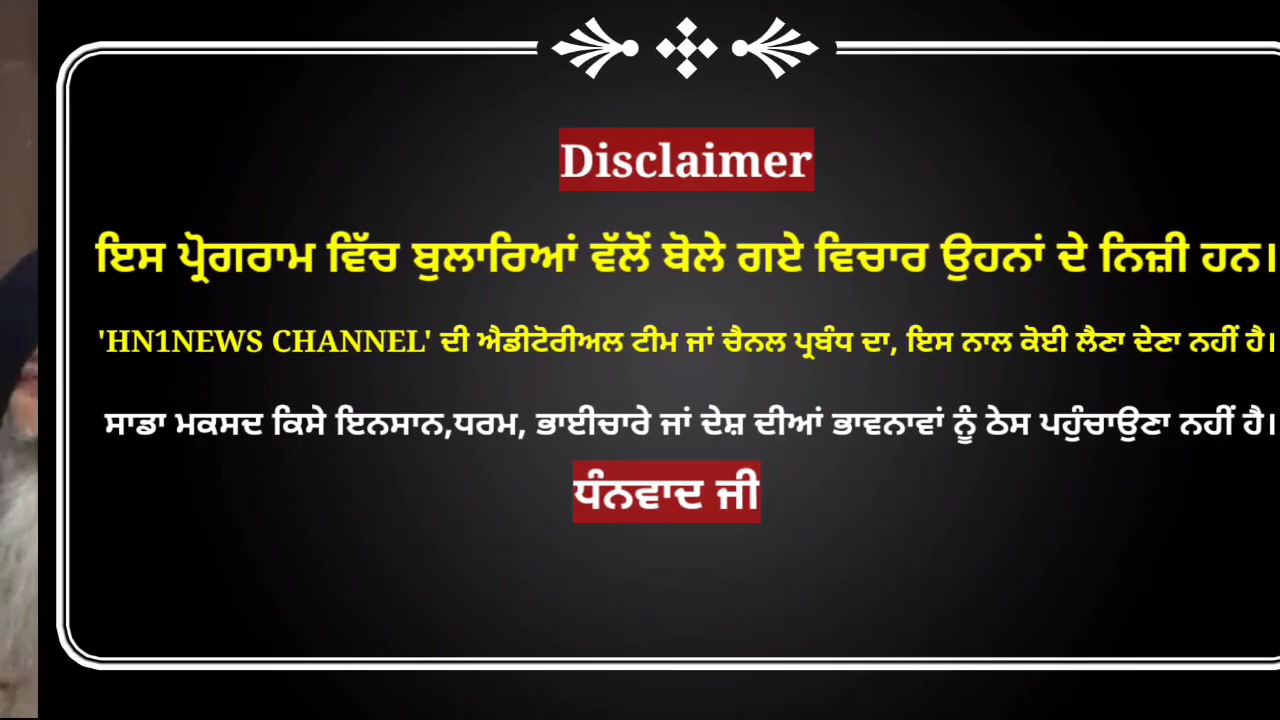 Disclaimer
ਇਸ ਪ੍ਰੋਗਰਾਮ ਵਿੱਚ ਬੁਲਾਰਿਆਂ ਵੱਲੋਂ ਬੋਲੇ ਗਏ ਵਿਚਾਰ ਉਹਨਾਂ ਦੇ ਨਿਜ਼ੀ ਹਨ।
'HN1NEWS CHANNEL' ਦੀ ਐਡੀਟੋਰੀਅਲ ਟੀਮ ਜਾਂ ਚੈਨਲ ਪ੍ਰਬੰਧ ਦਾ, ਇਸ ਨਾਲ ਕੋਈ ਲੈਣਾ ਦੇਣਾ ਨਹੀਂ ਹੈ।
ਸਾਡਾ ਮਕਸਦ ਕਿਸੇ ਇਨਸਾਨ,ਧਰਮ, ਭਾਈਚਾਰੇ ਜਾਂ ਦੇਸ਼ ਦੀਆਂ ਭਾਵਨਾਵਾਂ ਨੂੰ ਠੇਸ ਪਹੁੰਚਾਉਣਾ ਨਹੀਂ ਹੈ।
ਧੰਨਵਾਦ ਜੀ